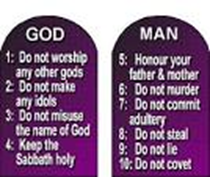 GOD
1: Do not worship
any other gods
2: Do not make
any idols
3: Do not misuse
the name of God
4: Keep the
Sabbath holy
MAN
5: Honour your
father & mother
6: Do not murder
7: Do not commit
adultery
8: Do not steal
9: Do not lie
10: Do not covet